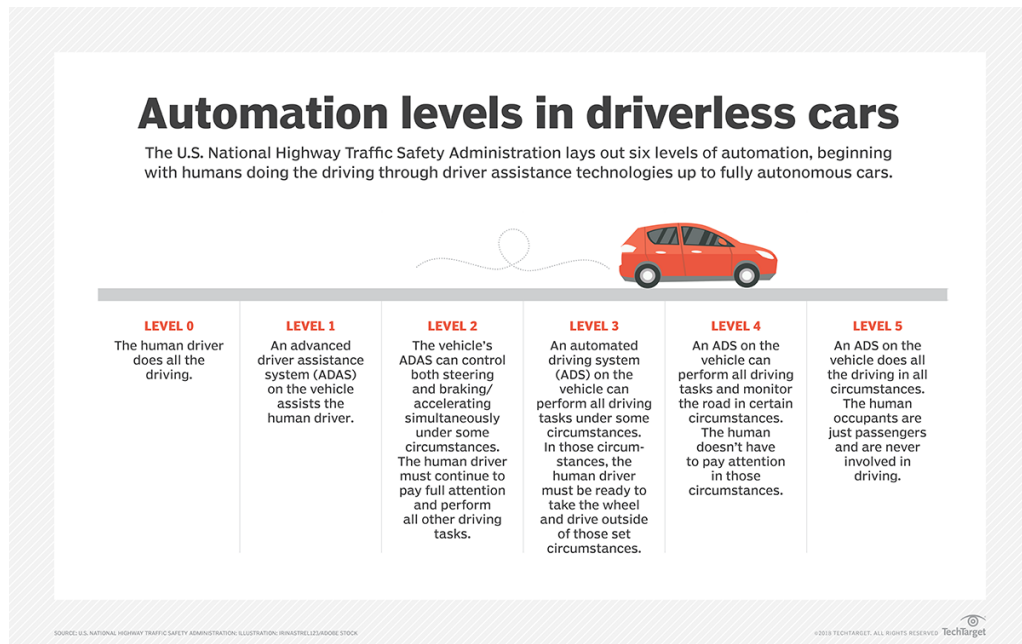 Automation levels in driverless cars
The U.S. National Highway Traffic Safety Administration lays out six levels of automation, beginning
with humans doing the driving through driver assistance technologies up to fully autonomous cars.
LEVEL 0
The human driver
does all the
driving.
LEVEL 1
An advanced
driver assistance
system (ADAS)
on the vehicle
assists the
human driver.
LEVEL 2
The vehicle's
ADAS can control
both steering
and braking/
accelerating
simultaneously
under some
circumstances.
The human driver
must continue to
pay full attention
and perform
all other driving
tasks.
LEVEL 3
An automated
driving system
(ADS) on the
vehicle can
perform all driving
tasks under some
circumstances.
In those circum-
stances, the
human driver
must be ready to
take the wheel
and drive outside
of those set
circumstances.
LEVEL 4
An ADS on the
vehicle can
perform all driving
tasks and monitor
the road in certain
circumstances.
The human
doesn't have
to pay attention
in those
circumstances.
LEVEL 5
An ADS on the
vehicle does all
the driving in all
circumstances.
The human
occupants are
just passengers
and are never
involved in
driving.
SOURCE: U.S. NATIONAL HIGHWAY TRAFFIC SAFETY ADMINISTRATION; ILLUSTRATION: IRINASTREL123/ADOBE STOCK
©2018 TECHTARGET. ALL RIGHTS RESERVED
TechTarget